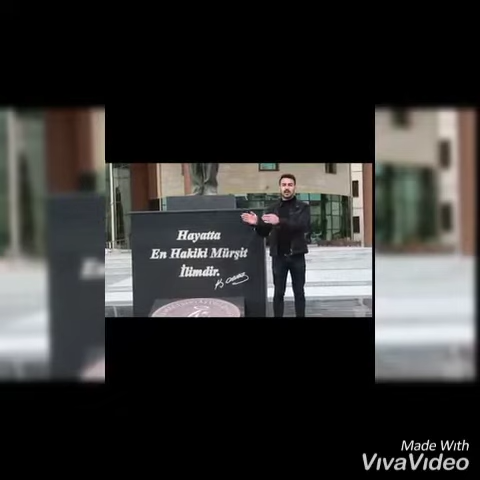 Hayatta
En Hakiki Mürşit
İlimdir.
Made With
VivaVideo